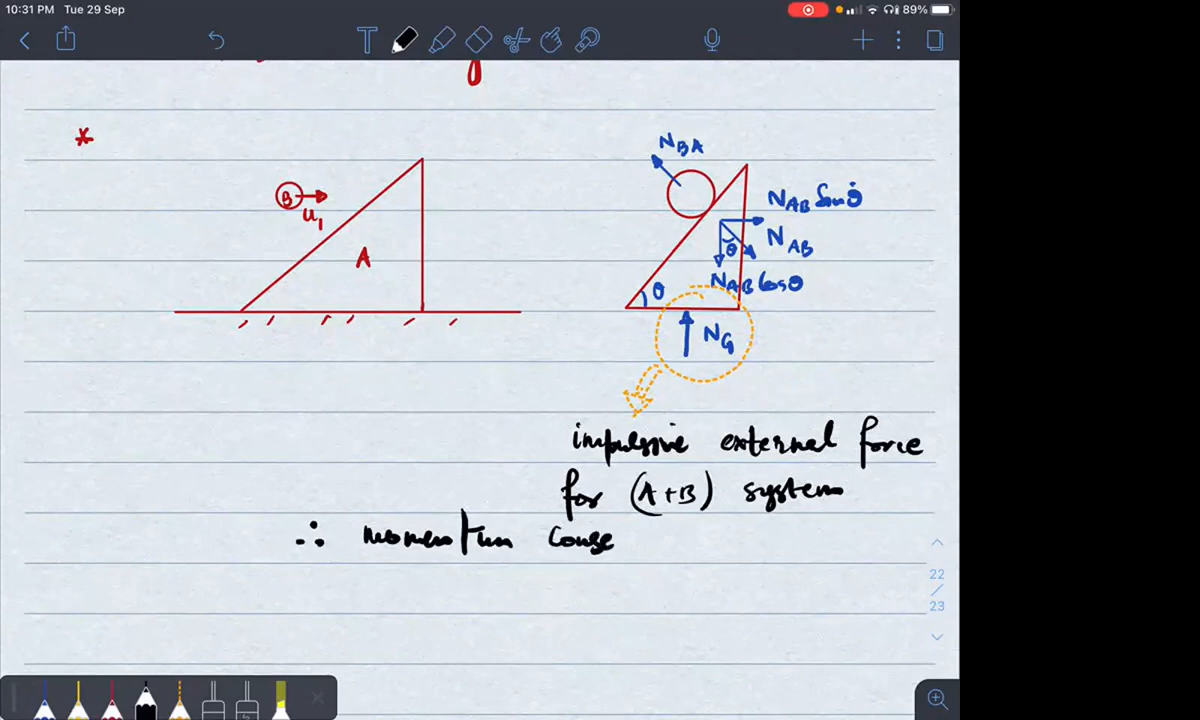 10:31 PM Tue 29 Sep
89%
T
*
B
u1
A
NBA
NAB Sinθ
NAB
θ
NAB Cosθ
θ
NG
impulsive external force
for (A+B) system
∴ momentum conse
22
/
23